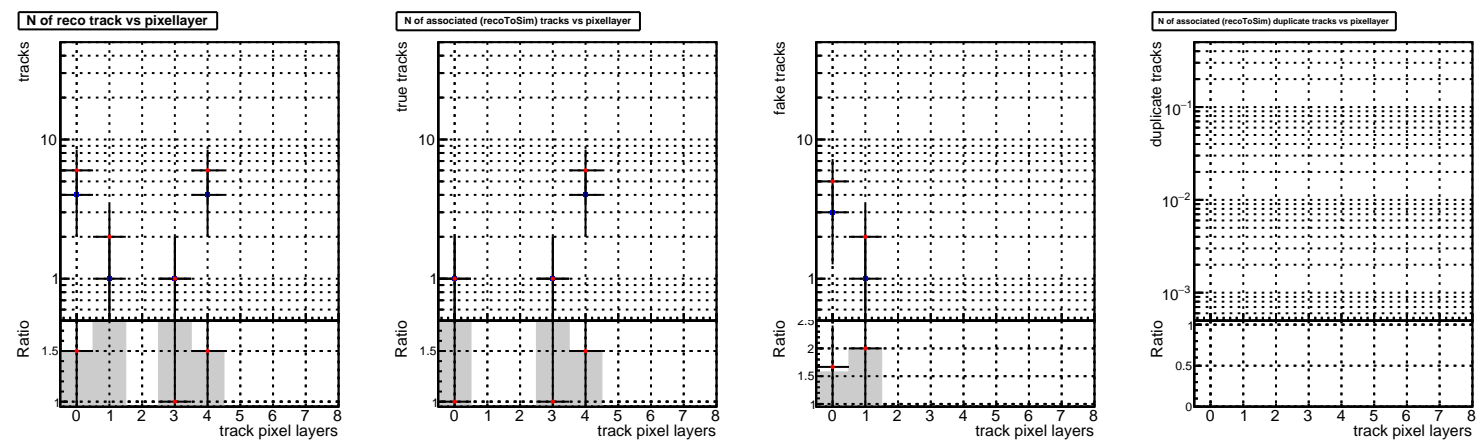 N of reco track vs pixellayer
tracks
10
1
Ratio
1.5
1
0 1 2 3 4 5 6 7 8
track pixel layers
N of associated (recoToSim) tracks vs pixellayer
true tracks
10
1
Ratio
1.5
1
0 1 2 3 4 5 6 7 8
track pixel layers
fake tracks
10
1
Ratio
2.5
2
1.5
1
0 1 2 3 4 5 6 7 8
track pixel layers
N of associated (recoToSim) duplicate tracks vs pixellayer
duplicate tracks
10⁻¹
10⁻²
10⁻³
Ratio
1
0.5
0
0 1 2 3 4 5 6 7 8
track pixel layers